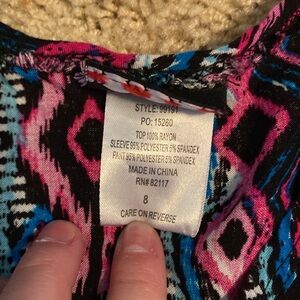 STYLE: 99191
PO: 15260
TOP 100% RAYON
SLEEVE 95% POLYESTER 5% SPANDEX
PANT 95% POLYESTER 5% SPANDEX
MADE IN CHINA
RN# 82117
8
CARE ON REVERSE